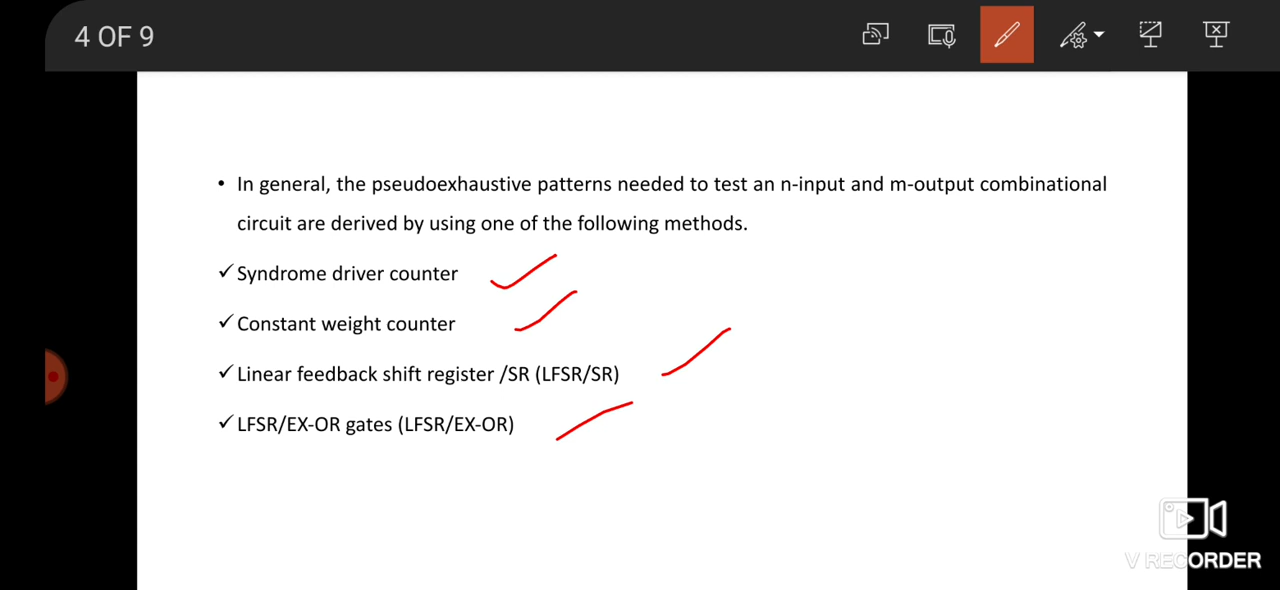 4 OF 9
• In general, the pseudoexhaustive patterns needed to test an n-input and m-output combinational
circuit are derived by using one of the following methods.
✓ Syndrome driver counter
✓ Constant weight counter
✓ Linear feedback shift register /SR (LFSR/SR)
✓ LFSR/EX-OR gates (LFSR/EX-OR)
V RECORDER